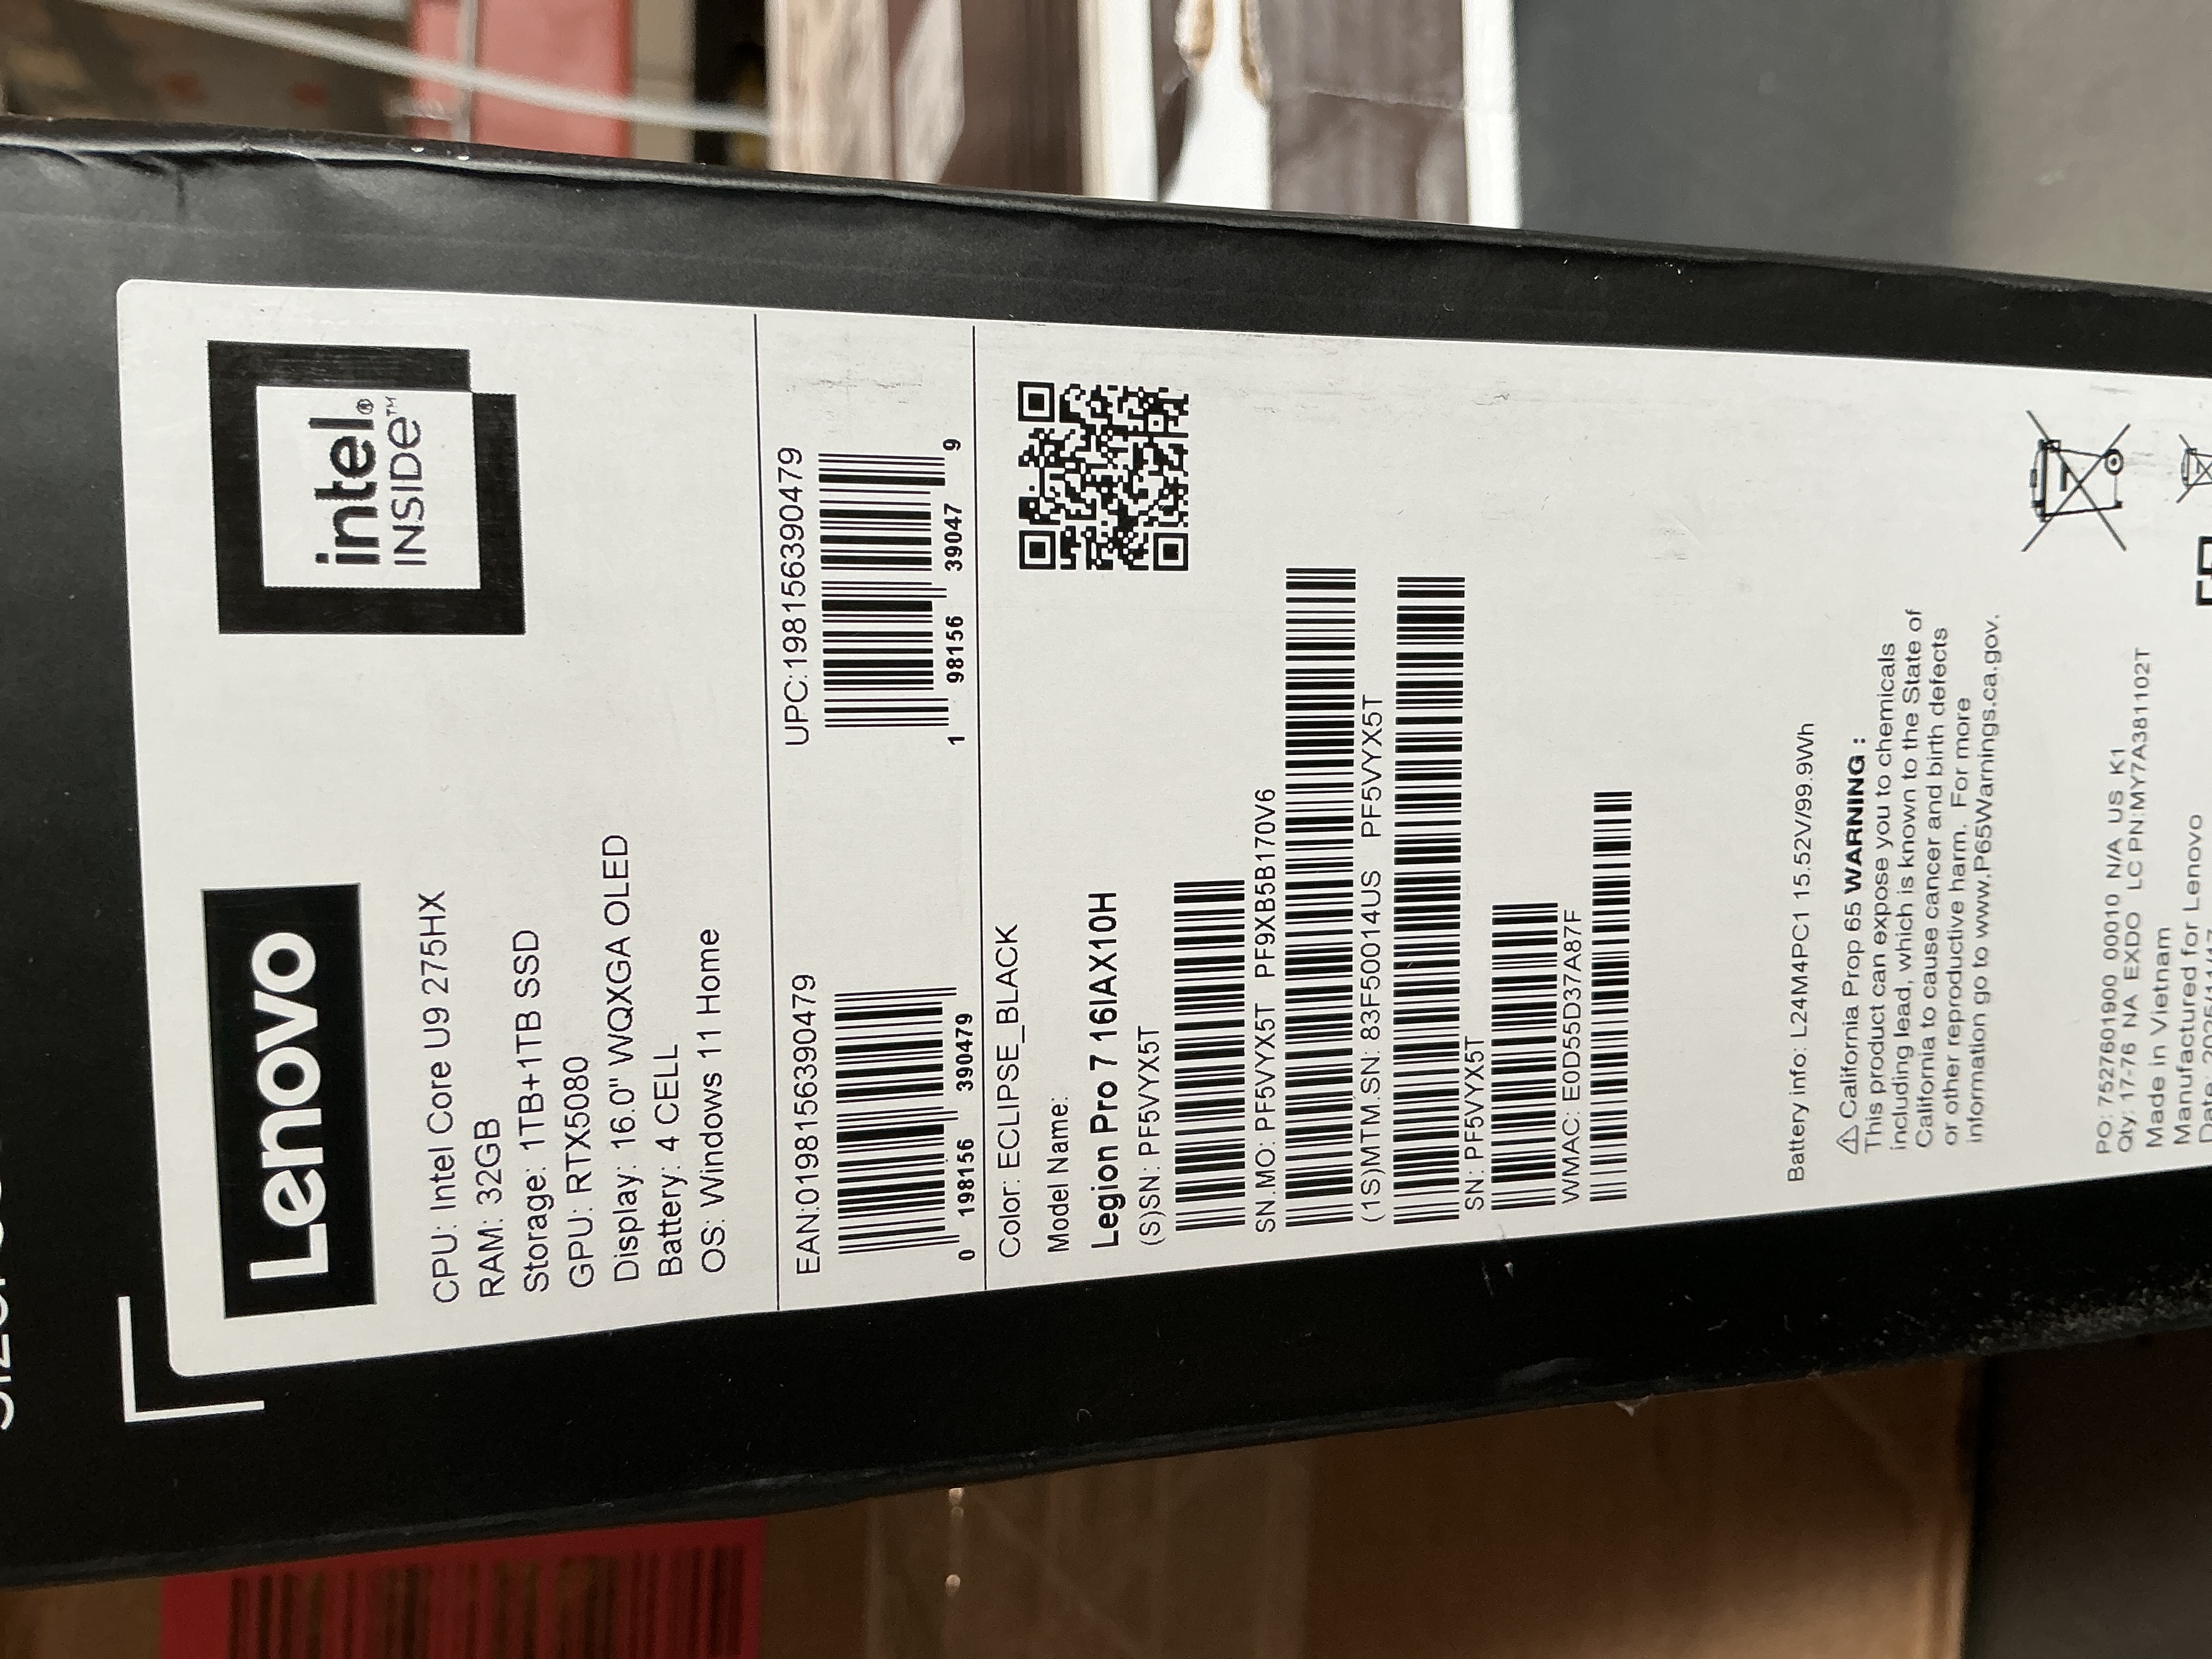 Lenovo
intel®
INSIDE™
CPU: Intel Core U9 275HX
RAM: 32GB
Storage: 1TB+1TB SSD
GPU: RTX5080
Display: 16.0" WQXGA OLED
Battery: 4 CELL
OS: Windows 11 Home
EAN:0198156390479
0 198156 390479
UPC:198156390479
1 98156 39047 9
Color: ECLIPSE_BLACK
Model Name:
Legion Pro 7 16IAX10H
(S)SN: PF5VYX5T
SN.MO: PF5VYX5T PF9XB5B170V6
(1S)MTM.SN: 83F50014US PF5VYX5T
SN: PF5VYX5T
WMAC: E0D55D37A87F
Battery info: L24M4PC1 15.52V/99.9Wh
⚠ California Prop 65 WARNING :
This product can expose you to chemicals
including lead, which is known to the State of
California to cause cancer and birth defects
or other reproductive harm. For more
information go to www.P65Warnings.ca.gov.
PO: 7527601900 00010 N/A US K1
Qty: 17-76 NA EXDO LC PN:MY7A381102T
Made in Vietnam
Manufactured for Lenovo